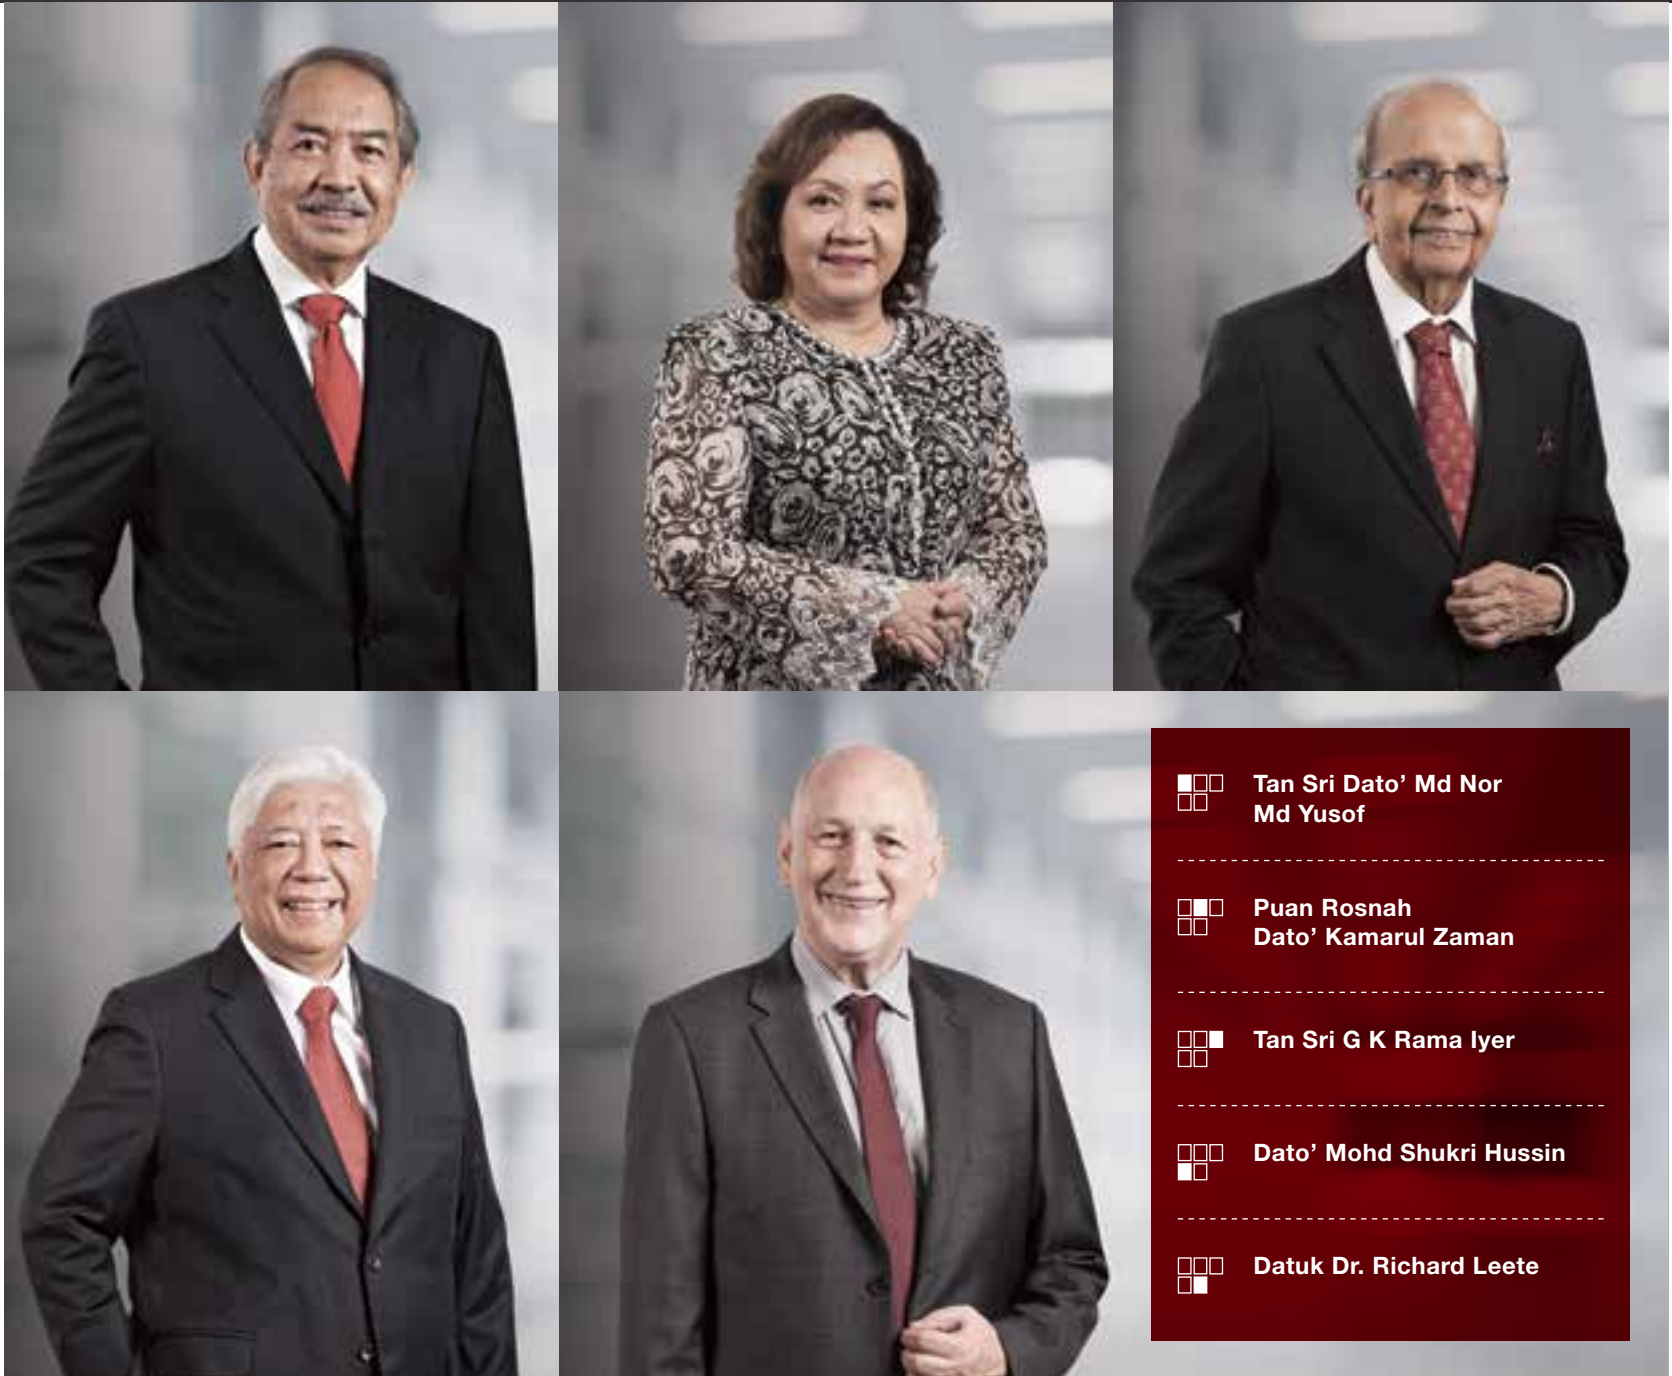 Tan Sri Dato’ Md Nor
Md Yusof
Puan Rosnah
Dato’ Kamarul Zaman
Tan Sri G K Rama Iyer
Dato’ Mohd Shukri Hussin
Datuk Dr. Richard Leete